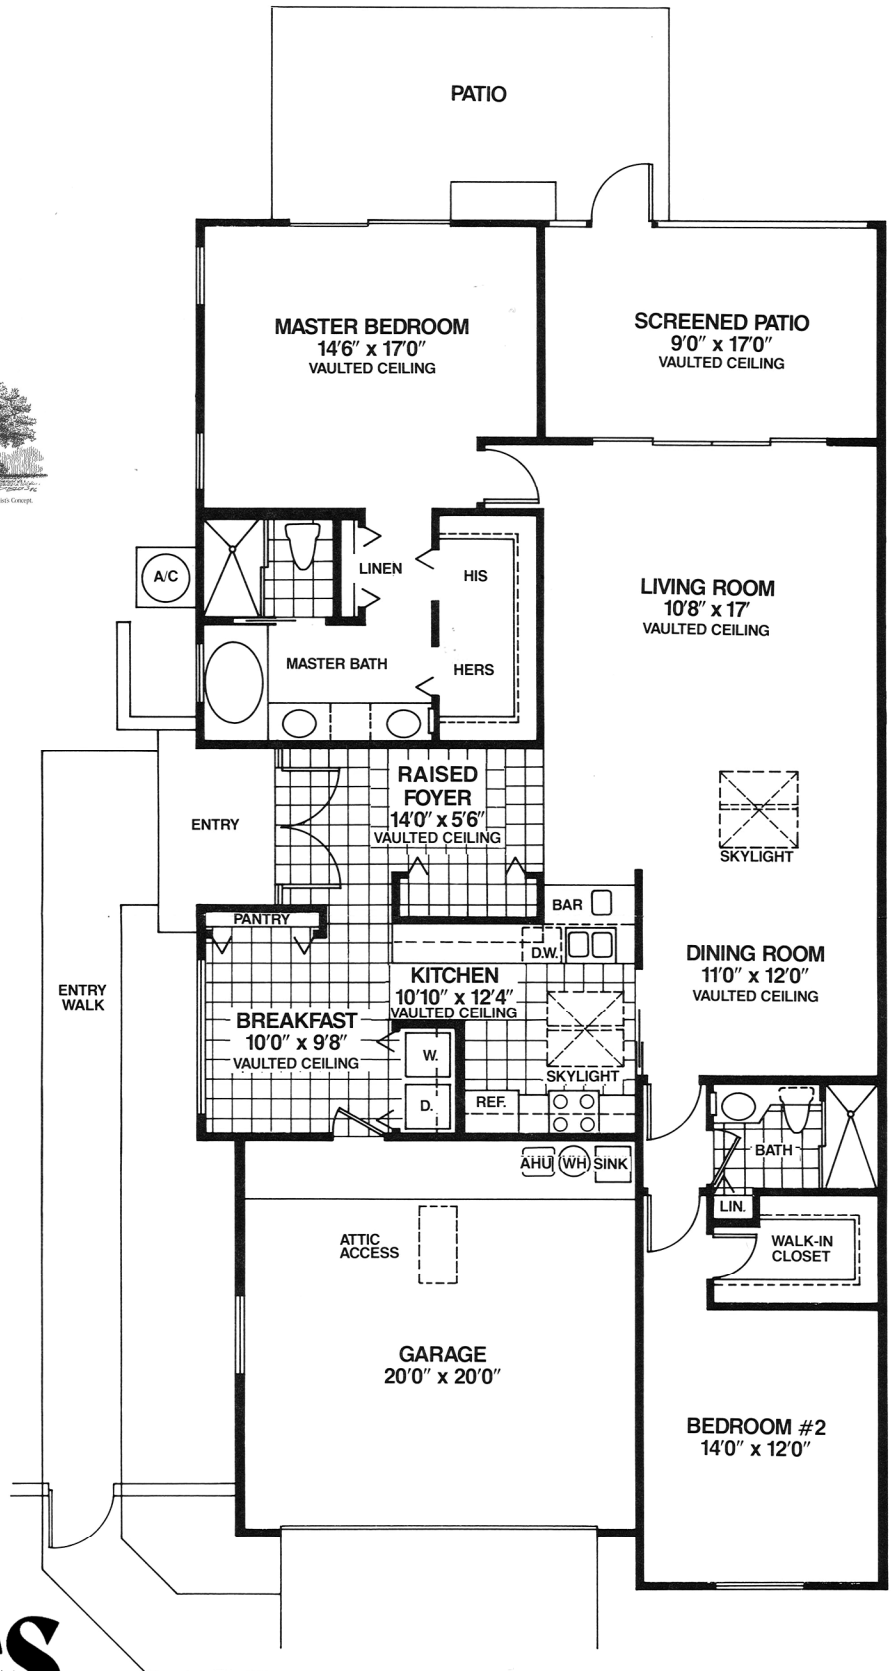 PATIO
MASTER BEDROOM
14'6" x 17'0"
VAULTED CEILING
SCREENED PATIO
9'0" x 17'0"
VAULTED CEILING
A/C
LINEN
HIS
HERS
MASTER BATH
LIVING ROOM
10'8" x 17'
VAULTED CEILING
RAISED
FOYER
14'0" x 5'6"
VAULTED CEILING
ENTRY
SKYLIGHT
PANTRY
BAR
D.W.
ENTRY
WALK
KITCHEN
10'10" x 12'4"
VAULTED CEILING
DINING ROOM
11'0" x 12'0"
VAULTED CEILING
BREAKFAST
10'0" x 9'8"
VAULTED CEILING
W.
D.
SKYLIGHT
REF.
BATH
AHU
WH
SINK
LIN.
ATTIC
ACCESS
WALK-IN
CLOSET
GARAGE
20'0" x 20'0"
BEDROOM #2
14'0" x 12'0"